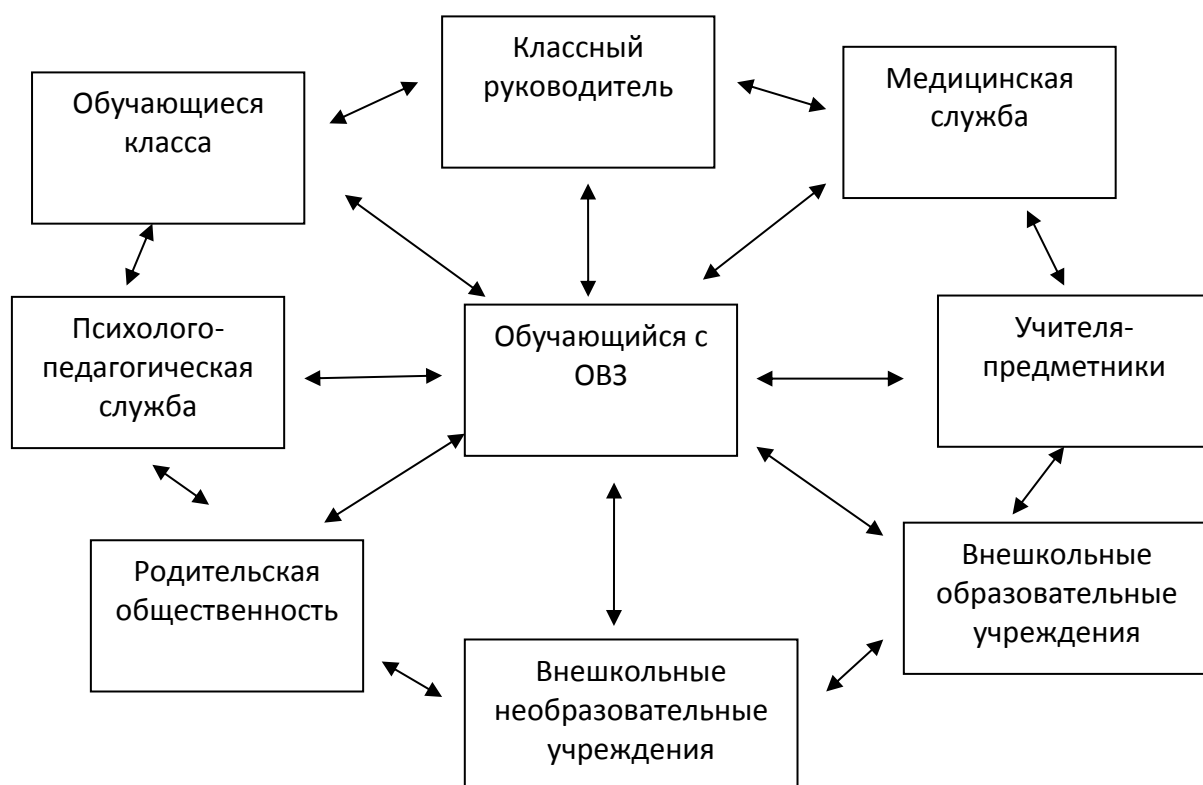 Классный
руководитель
Обучающиеся
класса
Медицинская
служба
Психолого-
педагогическая
служба
Обучающийся с
ОВЗ
Учителя-
предметники
Родительская
общественность
Внешкольные
образовательные
учреждения
Внешкольные
необразовательные
учреждения